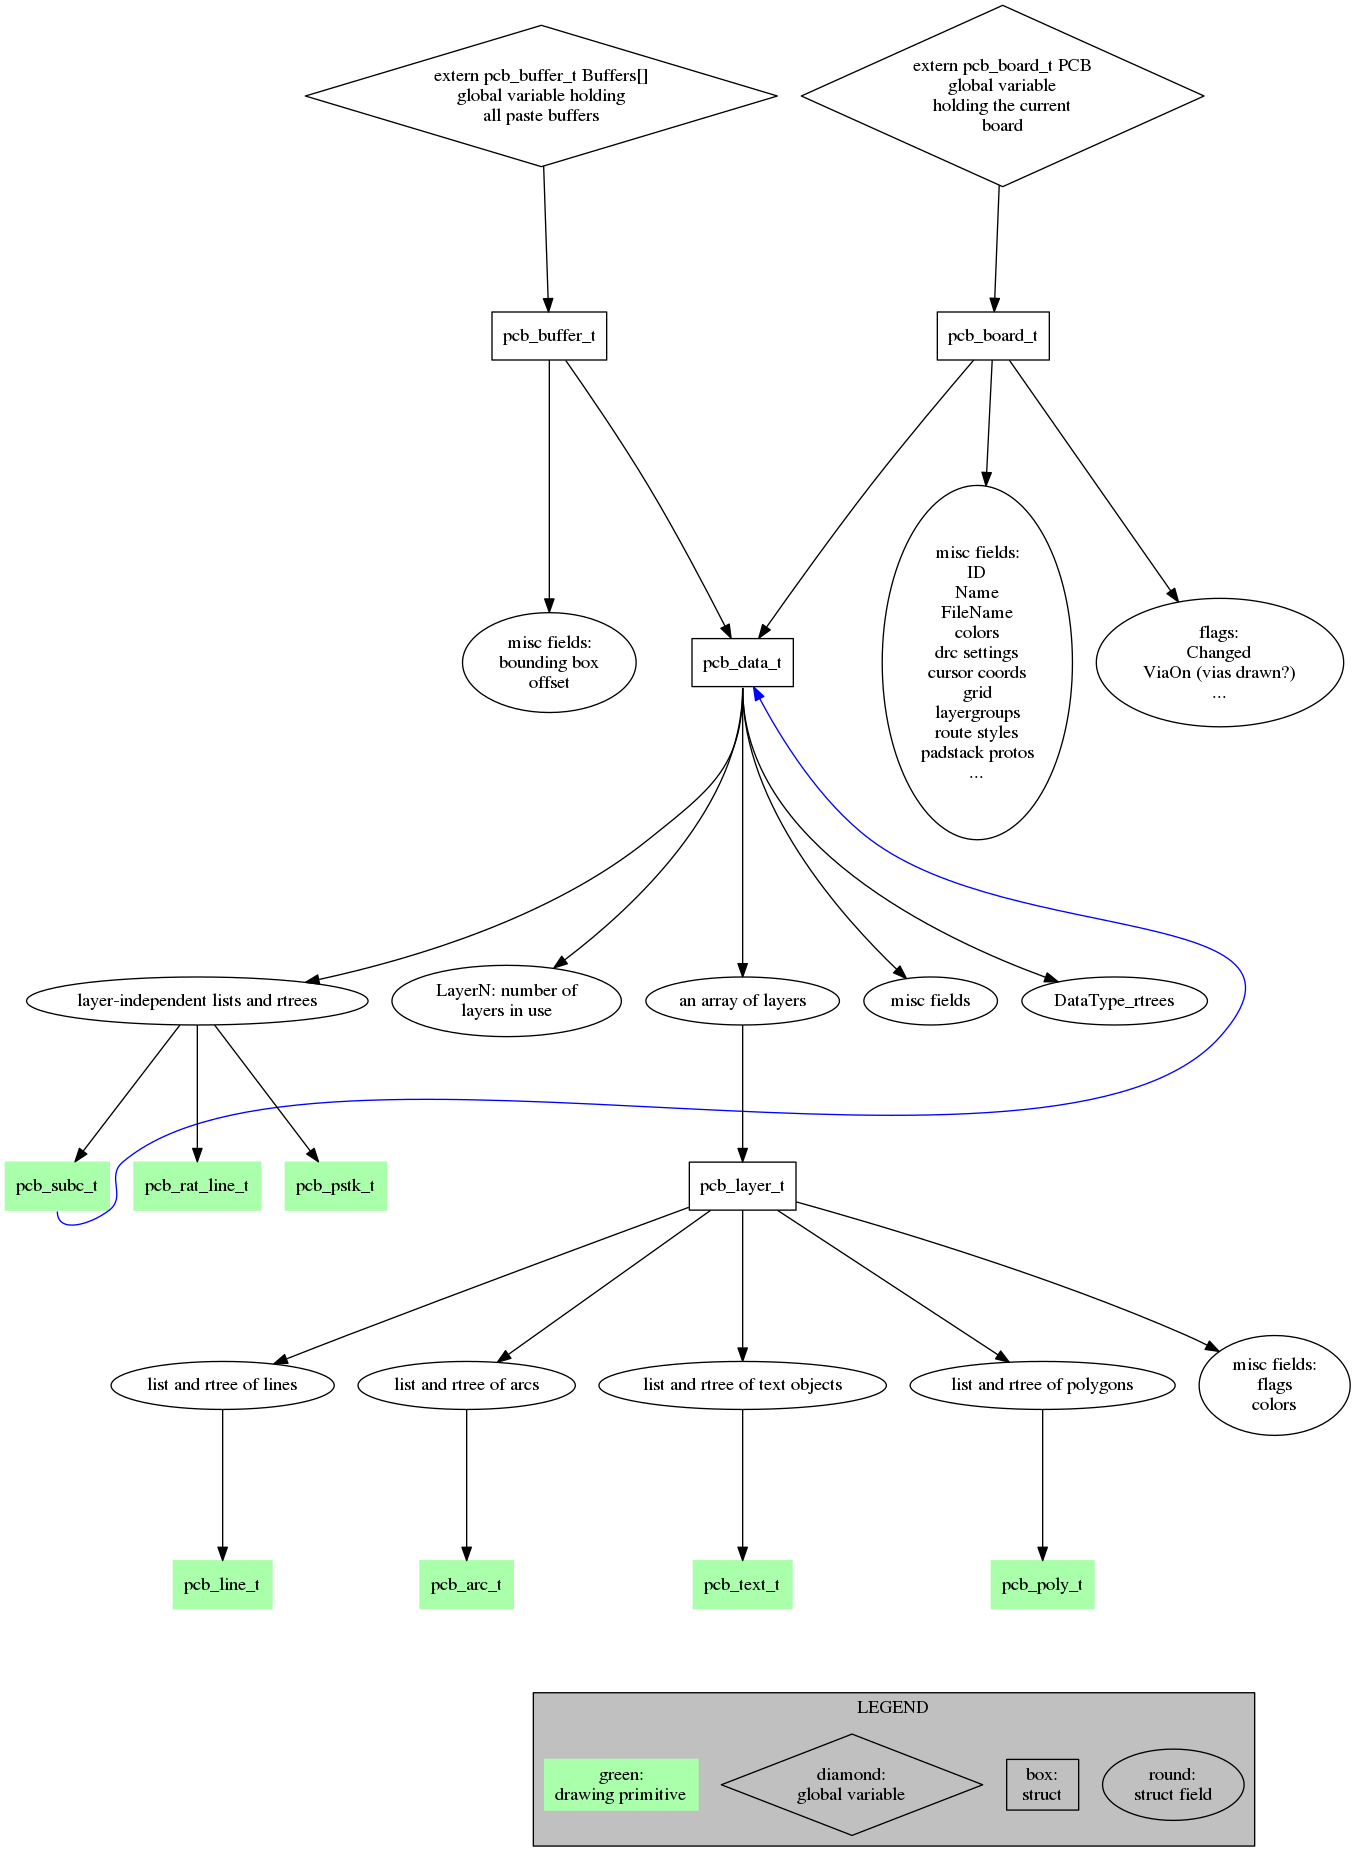 extern pcb_buffer_t Buffers[]
global variable holding
all paste buffers
extern pcb_board_t PCB
global variable
holding the current
board
pcb_buffer_t
pcb_board_t
misc fields:
bounding box
offset
pcb_data_t
misc fields:
ID
Name
FileName
colors
drc settings
cursor coords
grid
layergroups
route styles
padstack protos
...
flags:
Changed
ViaOn (vias drawn?)
...
layer-independent lists and rtrees
LayerN: number of
layers in use
an array of layers
misc fields
DataType_rtrees
pcb_subc_t
pcb_rat_line_t
pcb_pstk_t
pcb_layer_t
list and rtree of lines
list and rtree of arcs
list and rtree of text objects
list and rtree of polygons
misc fields:
flags
colors
pcb_line_t
pcb_arc_t
pcb_text_t
pcb_poly_t
LEGEND
green:
drawing primitive
diamond:
global variable
box:
struct
round:
struct field